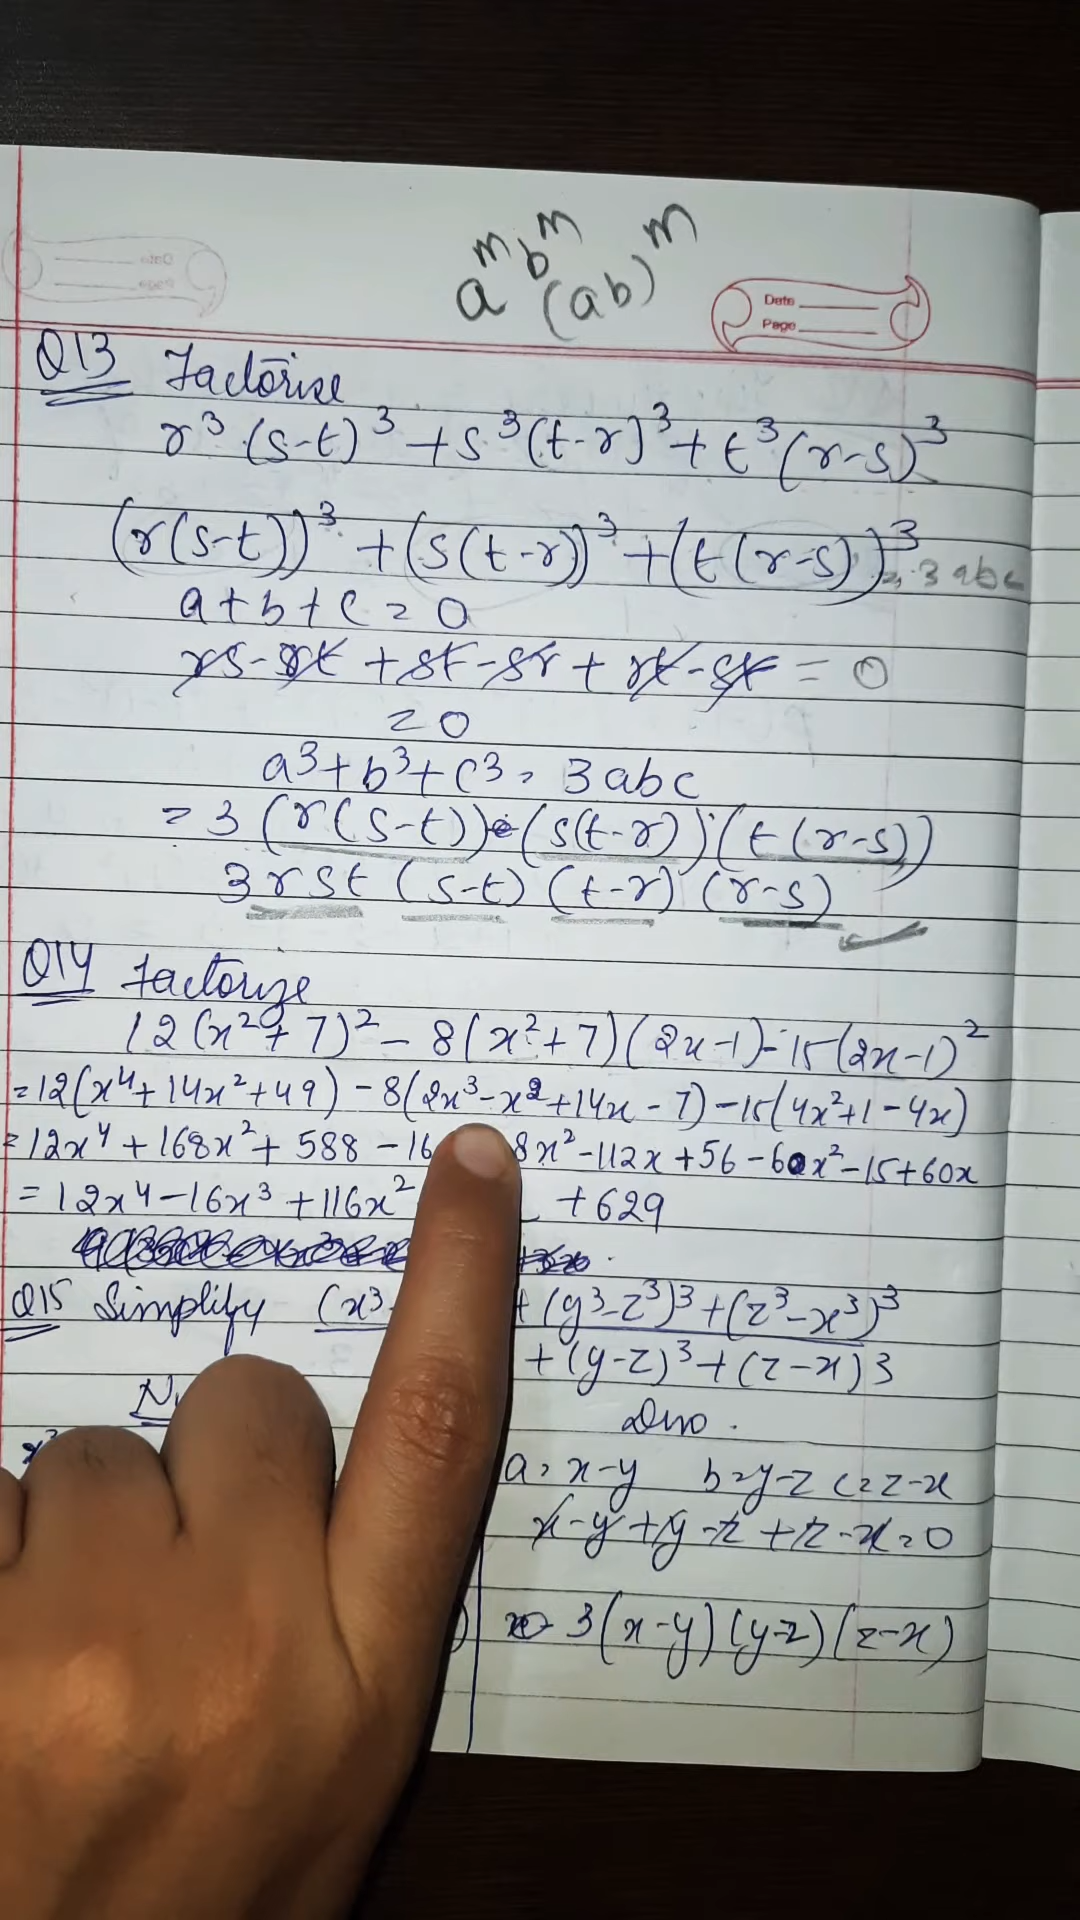 a^m b^m (ab)^m
Date
Page
Q13 Factorise
r³ (s-t)³ + s³ (t-r)³ + t³ (r-s)³
(r(s-t))³ + (s(t-r))³ + (t(r-s))³ = 3abc
a+b+c = 0
rs - rt + st - sr + rt - st = 0
= 0
a³+b³+c³ = 3abc
= 3 (r(s-t)) (s(t-r)) (t(r-s))
3rst (s-t) (t-r) (r-s)
Q14 Factorize
12(x²+7)² - 8(x²+7)(2x-1) - 15(2x-1)²
= 12(x⁴+14x²+49) - 8(2x³-x²+14x-7) - 15(4x²+1-4x)
= 12x⁴ + 168x² + 588 - 16 8x² - 112x + 56 - 60x² - 15 + 60x
= 12x⁴ - 16x³ + 116x² + 629
Q15 Simplify (x³ + (y³-z³)³ + (z³-x³)³
+ (y-z)³ + (z-x)3
Deno.
a = x-y b = y-z c = z-x
x-y+y-z+z-x = 0
3(x-y)(y-z)(z-x)